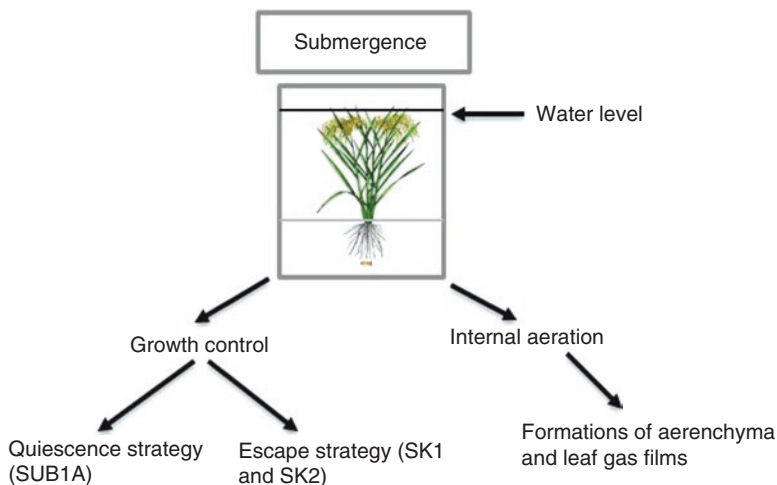 Submergence
Water level
Growth control
Internal aeration
Quiescence strategy
(SUB1A)
Escape strategy (SK1
and SK2)
Formations of aerenchyma
and leaf gas films